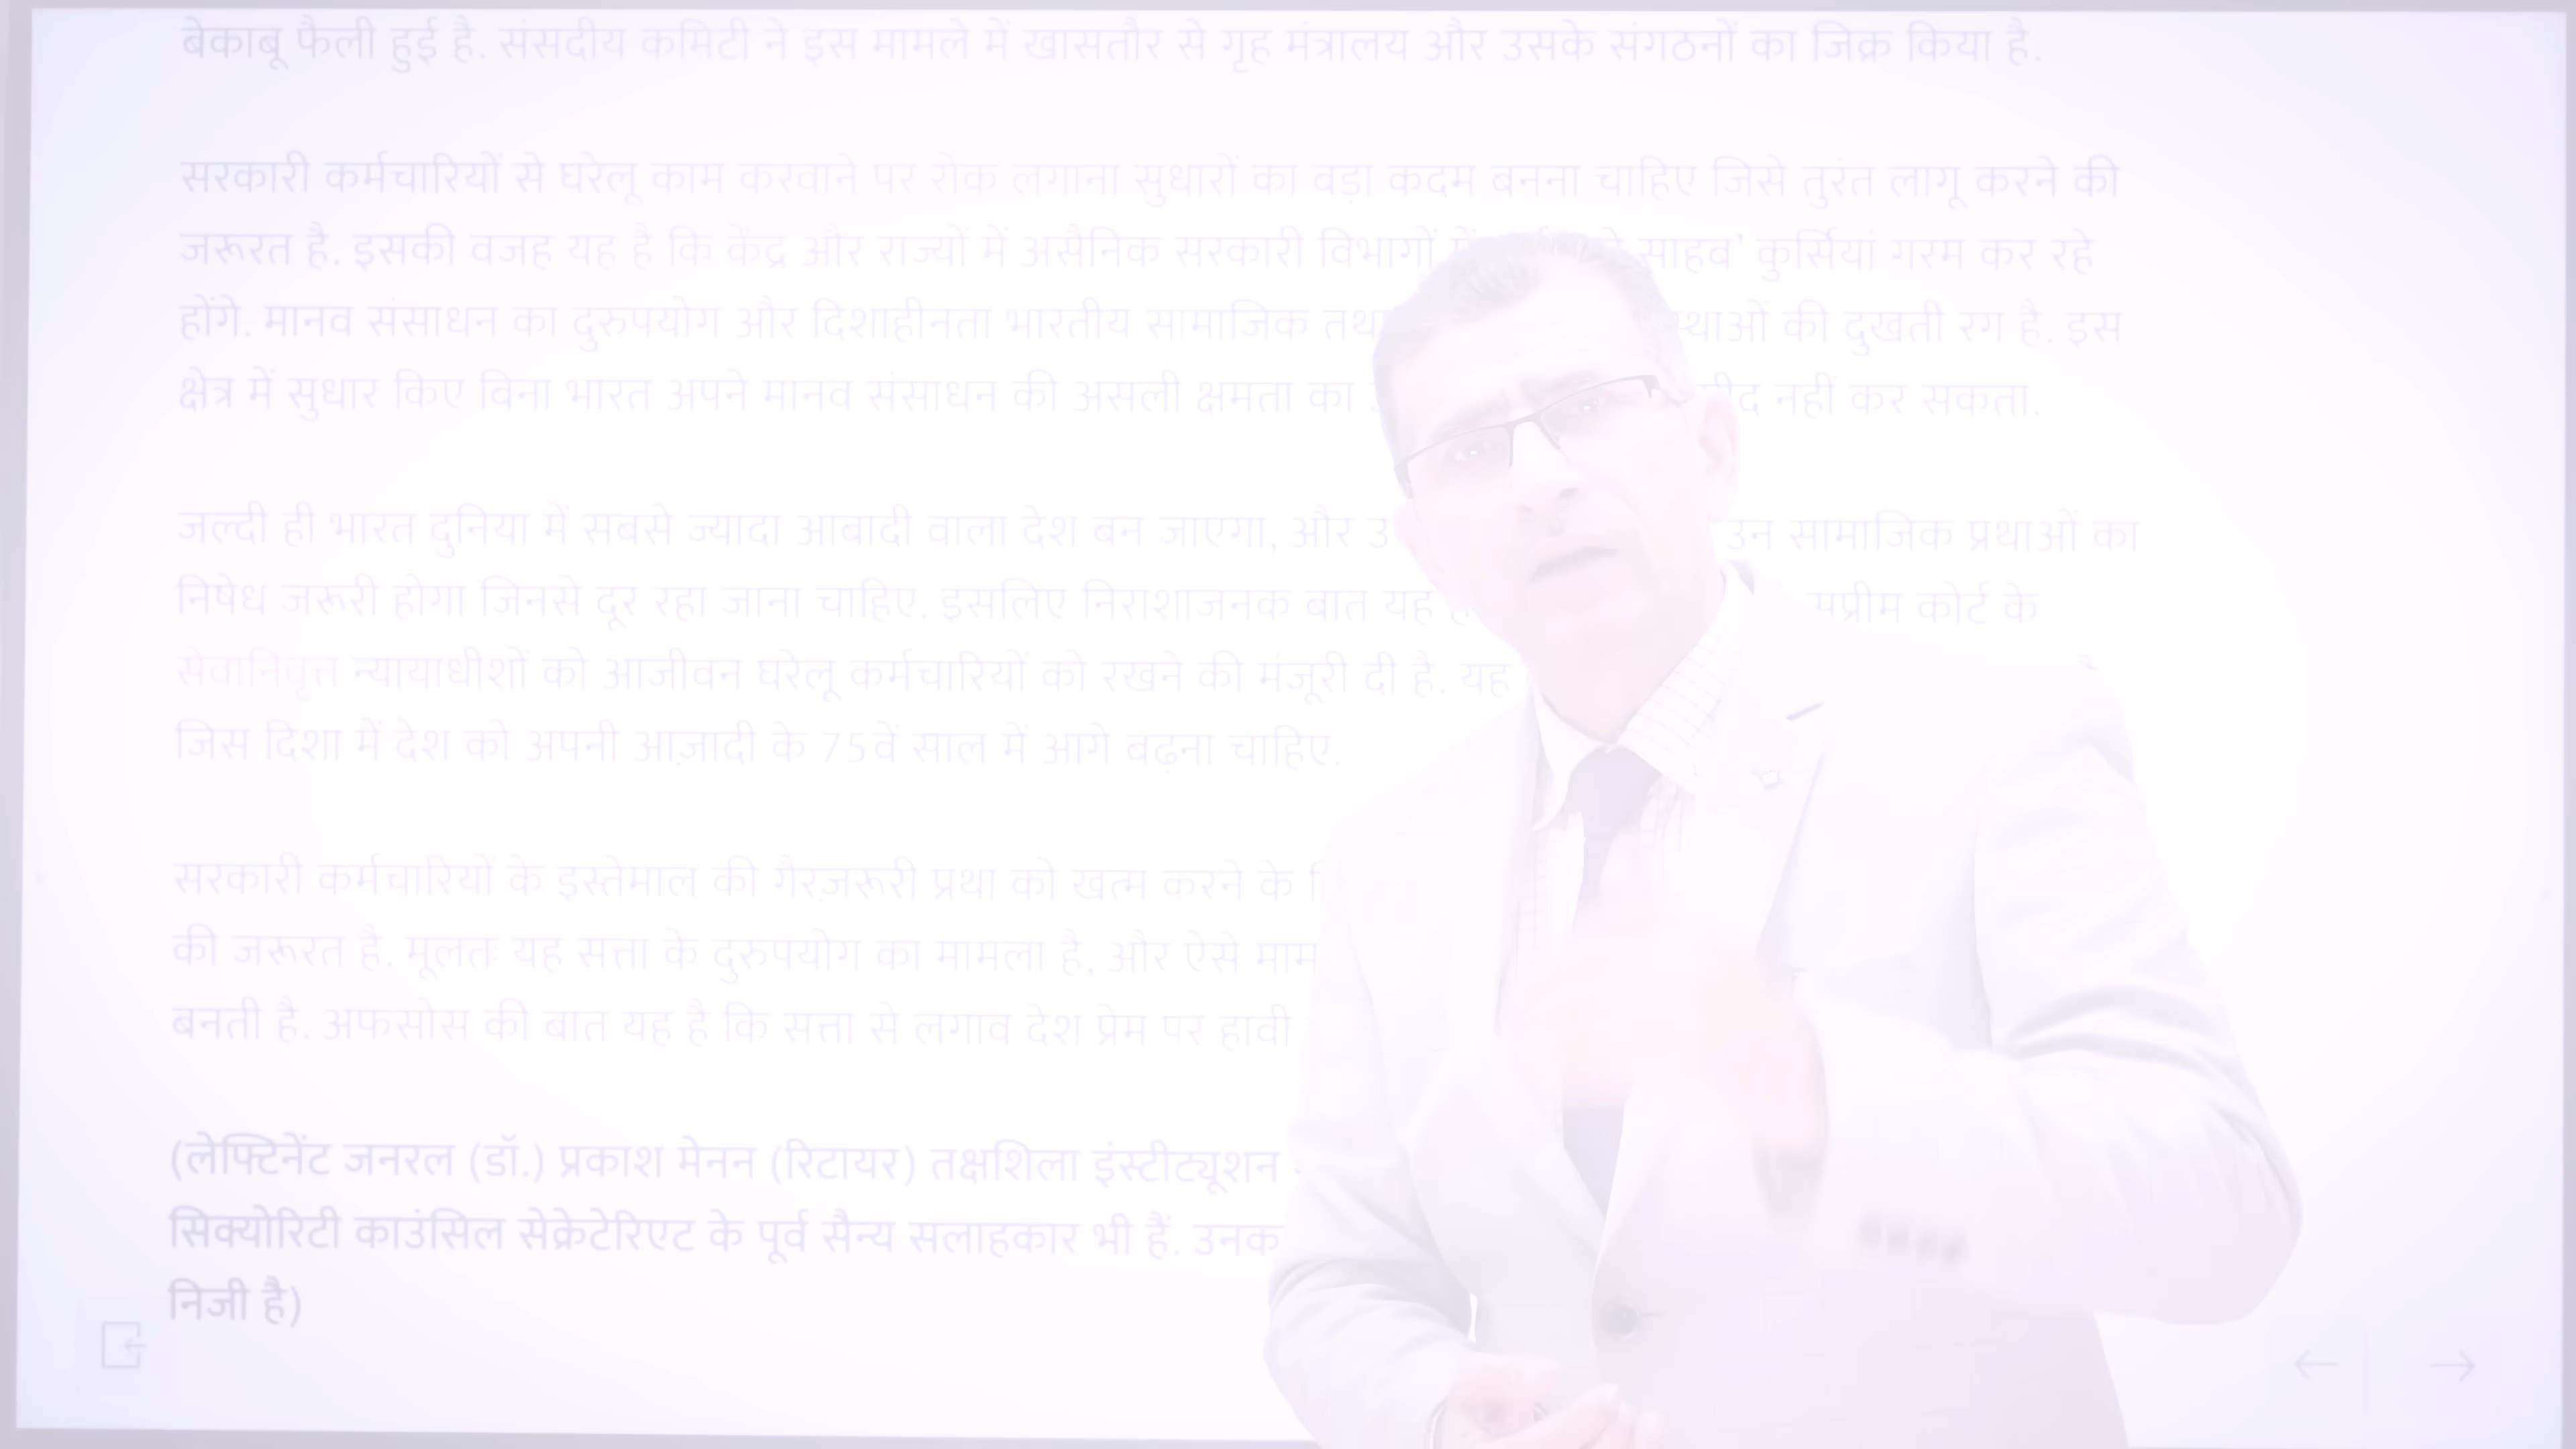 बेकाबू फैली हुई है. संसदीय कमिटी ने इस मामले में खासतौर से गृह मंत्रालय और उसके संगठनों का जिक्र किया है.
सरकारी कर्मचारियों से घरेलू काम करवाने पर रोक लगाना सुधारों का बड़ा कदम बनना चाहिए जिसे तुरंत लागू करने की
जरूरत है. इसकी वजह यह है कि केंद्र और राज्यों में असैनिक सरकारी विभागों साहब’ कुर्सियां गरम कर रहे
होंगे. मानव संसाधन का दुरुपयोग और दिशाहीनता भारतीय सामाजिक तथा की दुखती रग है. इस
क्षेत्र में सुधार किए बिना भारत अपने मानव संसाधन की असली क्षमता का नहीं कर सकता.
जल्दी ही भारत दुनिया में सबसे ज्यादा आबादी वाला देश बन जाएगा, और उन सामाजिक प्रथाओं का
निषेध जरूरी होगा जिनसे दूर रहा जाना चाहिए. इसलिए निराशाजनक बात यह कोर्ट के
सेवानिवृत्त न्यायाधीशों को आजीवन घरेलू कर्मचारियों को रखने की मंजूरी दी है. यह
जिस दिशा में देश को अपनी आज़ादी के 75वें साल में आगे बढ़ना चाहिए.
सरकारी कर्मचारियों के इस्तेमाल की गैरज़रूरी प्रथा को खत्म करने के
की जरूरत है. मूलतः यह सत्ता के दुरुपयोग का मामला है, और ऐसे
बनती है. अफसोस की बात यह है कि सत्ता से लगाव देश प्रेम पर हावी
(लेफ्टिनेंट जनरल (डॉ.) प्रकाश मेनन (रिटायर) तक्षशिला इंस्टीट्यूशन
सिक्योरिटी काउंसिल सेक्रेटेरिएट के पूर्व सैन्य सलाहकार भी हैं.
निजी है)